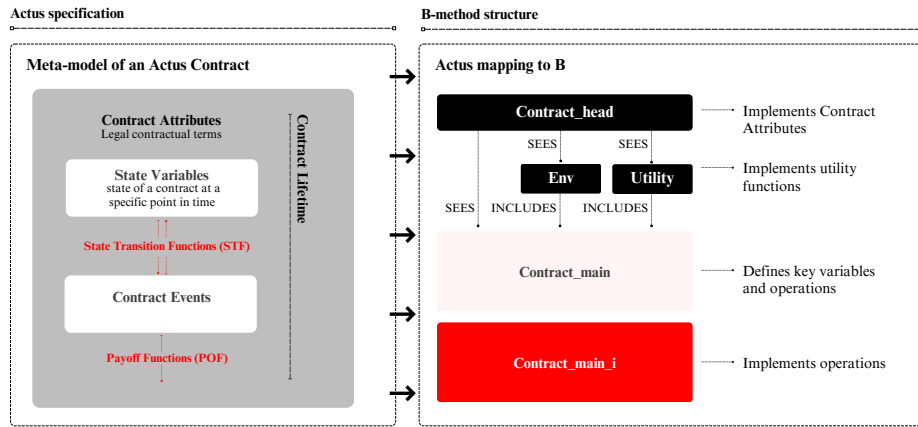 Actus specification
B-method structure
Meta-model of an Actus Contract
Contract Attributes
Legal contractual terms
State Variables
state of a contract at a
specific point in time
State Transition Functions (STF)
Contract Events
Payoff Functions (POF)
Contract Lifetime
Actus mapping to B
Contract_head
Implements Contract
Attributes
SEES
SEES
Env
Utility
Implements utility
functions
SEES
INCLUDES
INCLUDES
Contract_main
Defines key variables
and operations
Contract_main_i
Implements operations